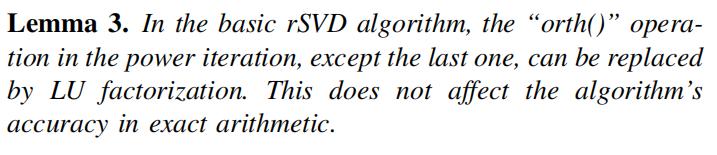 Lemma 3. In the basic rSVD algorithm, the “orth()” opera-
tion in the power iteration, except the last one, can be replaced
by LU factorization. This does not affect the algorithm’s
accuracy in exact arithmetic.